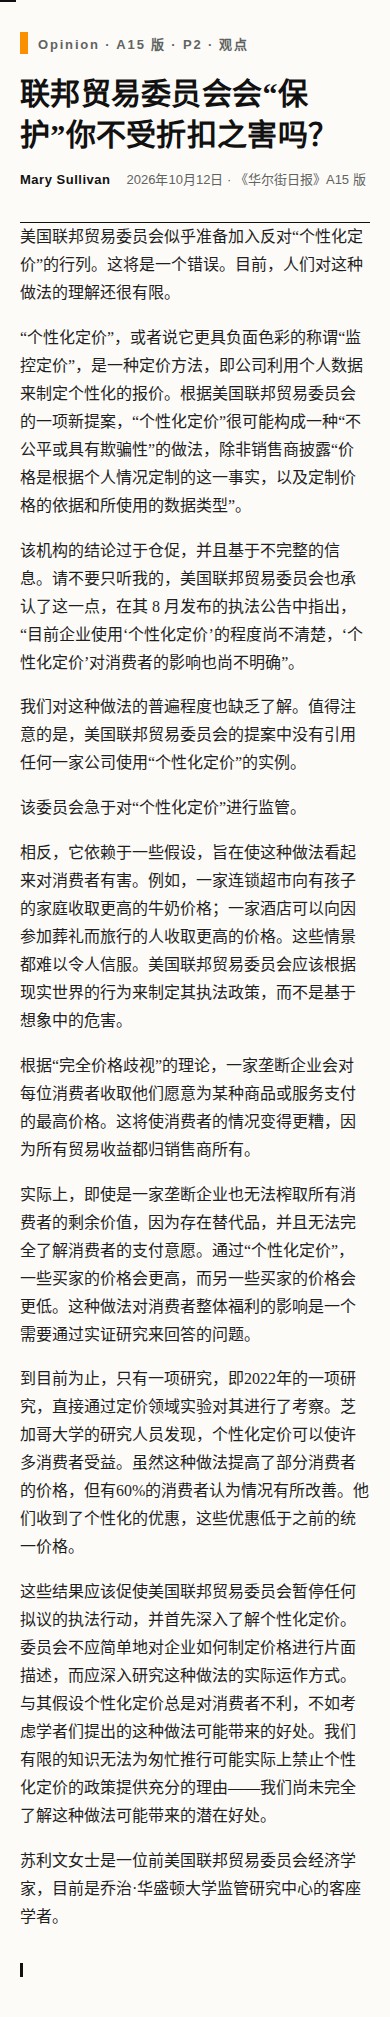 Opinion · A15 版 · P2 · 观点
联邦贸易委员会会“保
护”你不受折扣之害吗？
Mary Sullivan 2026年10月12日 · 《华尔街日报》A15 版
美国联邦贸易委员会似乎准备加入反对“个性化定
价”的行列。这将是一个错误。目前，人们对这种
做法的理解还很有限。
“个性化定价”，或者说它更具负面色彩的称谓“监
控定价”，是一种定价方法，即公司利用个人数据
来制定个性化的报价。根据美国联邦贸易委员会
的一项新提案，“个性化定价”很可能构成一种“不
公平或具有欺骗性”的做法，除非销售商披露“价
格是根据个人情况定制的这一事实，以及定制价
格的依据和所使用的数据类型”。
该机构的结论过于仓促，并且基于不完整的信
息。请不要只听我的，美国联邦贸易委员会也承
认了这一点，在其 8 月发布的执法公告中指出，
“目前企业使用‘个性化定价’的程度尚不清楚，‘个
性化定价’对消费者的影响也尚不明确”。
我们对这种做法的普遍程度也缺乏了解。值得注
意的是，美国联邦贸易委员会的提案中没有引用
任何一家公司使用“个性化定价”的实例。
该委员会急于对“个性化定价”进行监管。
相反，它依赖于一些假设，旨在使这种做法看起
来对消费者有害。例如，一家连锁超市向有孩子
的家庭收取更高的牛奶价格；一家酒店可以向因
参加葬礼而旅行的人收取更高的价格。这些情景
都难以令人信服。美国联邦贸易委员会应该根据
现实世界的行为来制定其执法政策，而不是基于
想象中的危害。
根据“完全价格歧视”的理论，一家垄断企业会对
每位消费者收取他们愿意为某种商品或服务支付
的最高价格。这将使消费者的情况变得更糟，因
为所有贸易收益都归销售商所有。
实际上，即使是一家垄断企业也无法榨取所有消
费者的剩余价值，因为存在替代品，并且无法完
全了解消费者的支付意愿。通过“个性化定价”，
一些买家的价格会更高，而另一些买家的价格会
更低。这种做法对消费者整体福利的影响是一个
需要通过实证研究来回答的问题。
到目前为止，只有一项研究，即2022年的一项研
究，直接通过定价领域实验对其进行了考察。芝
加哥大学的研究人员发现，个性化定价可以使许
多消费者受益。虽然这种做法提高了部分消费者
的价格，但有60%的消费者认为情况有所改善。他
们收到了个性化的优惠，这些优惠低于之前的统
一价格。
这些结果应该促使美国联邦贸易委员会暂停任何
拟议的执法行动，并首先深入了解个性化定价。
委员会不应简单地对企业如何制定价格进行片面
描述，而应深入研究这种做法的实际运作方式。
与其假设个性化定价总是对消费者不利，不如考
虑学者们提出的这种做法可能带来的好处。我们
有限的知识无法为匆忙推行可能实际上禁止个性
化定价的政策提供充分的理由——我们尚未完全
了解这种做法可能带来的潜在好处。
苏利文女士是一位前美国联邦贸易委员会经济学
家，目前是乔治·华盛顿大学监管研究中心的客座
学者。